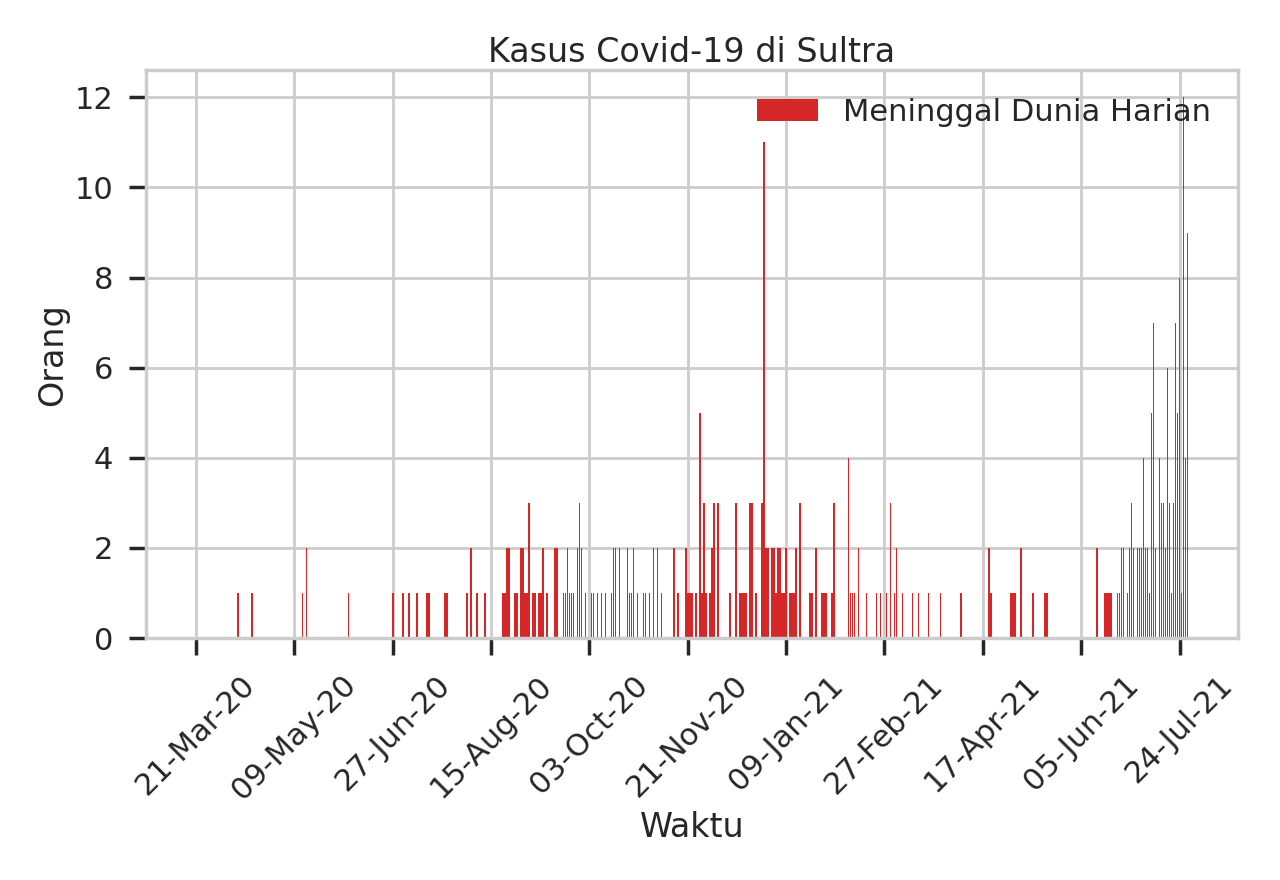 Kasus Covid-19 di Sultra
Meninggal Dunia Harian
Orang
12
10
8
6
4
2
0
21-Mar-20
09-May-20
27-Jun-20
15-Aug-20
03-Oct-20
21-Nov-20
09-Jan-21
27-Feb-21
17-Apr-21
05-Jun-21
24-Jul-21
Waktu